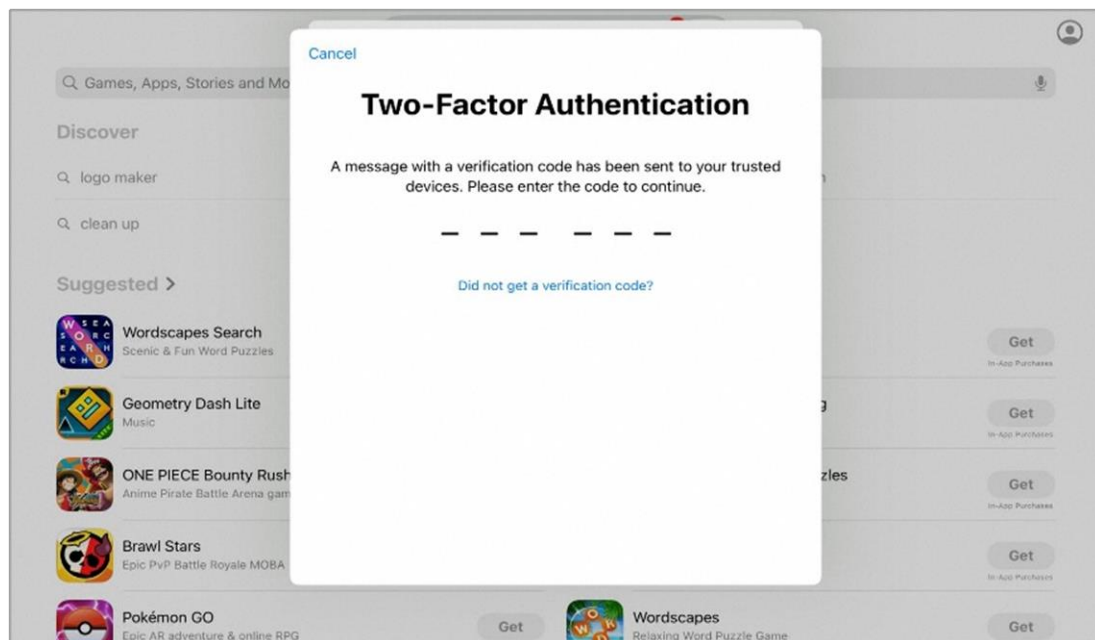 Cancel
Two-Factor Authentication
A message with a verification code has been sent to your trusted
devices. Please enter the code to continue.
Did not get a verification code?
Games, Apps, Stories and Mo
Discover
logo maker
clean up
Suggested
Wordscapes Search
Scenic & Fun Word Puzzles
Get
In-App Purchases
Geometry Dash Lite
Music
g
Get
In-App Purchases
ONE PIECE Bounty Rush
Anime Pirate Battle Arena gam
zles
Get
In-App Purchases
Brawl Stars
Epic PvP Battle Royale MOBA
Get
In-App Purchases
Pokémon GO
Epic AR adventure & online RPG
Get
Wordscapes
Relaxing Word Puzzle Game
Get